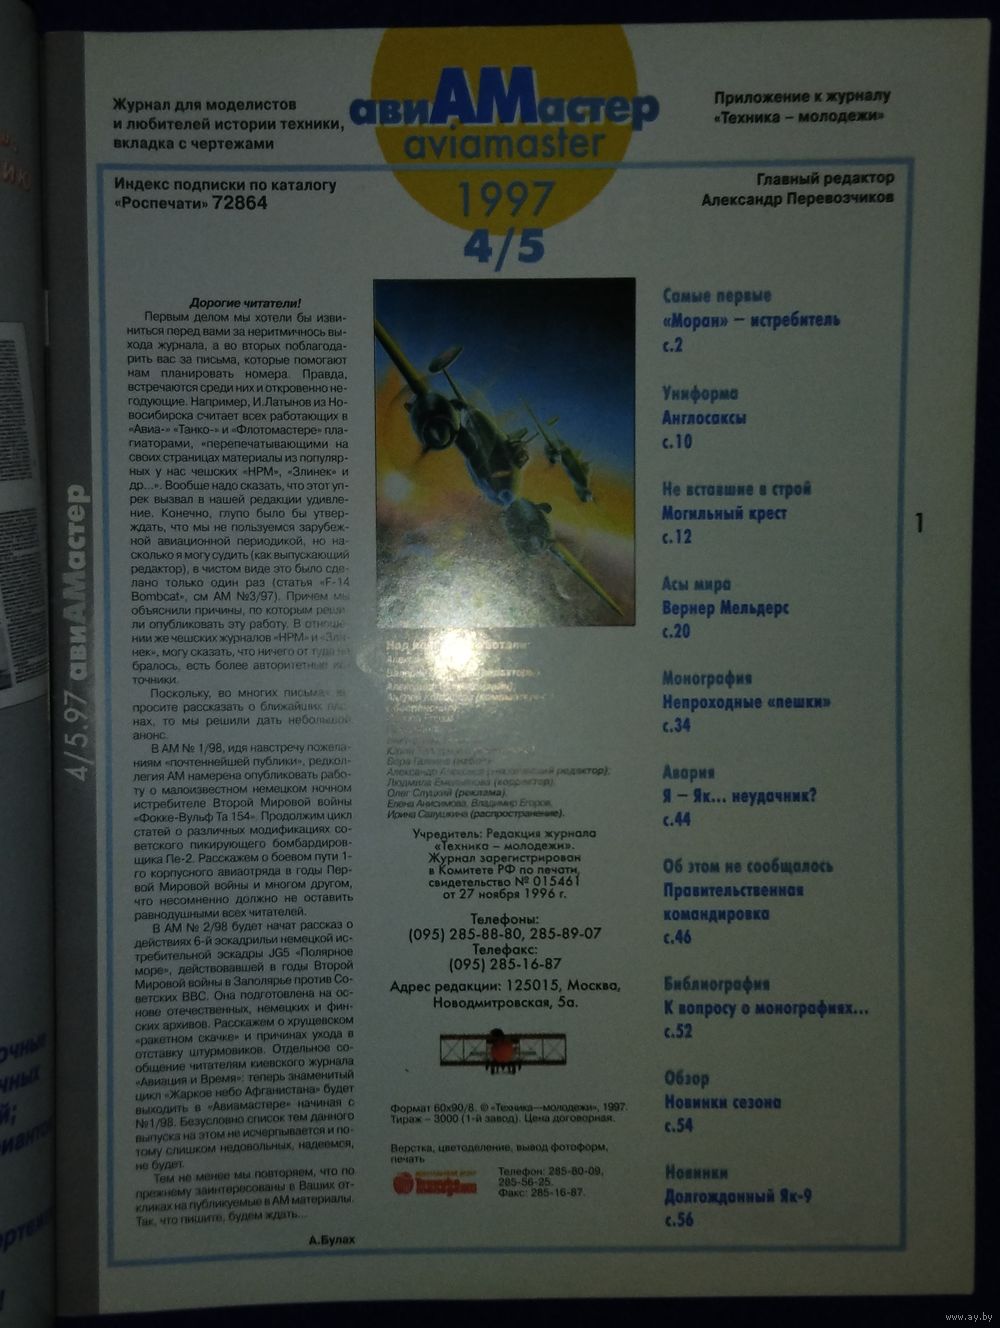 Журнал для моделистов
и любителей истории техники,
вкладка с чертежами
авиАМастер
aviamaster
Приложение к журналу
«Техника – молодежи»
Индекс подписки по каталогу
«Роспечати» 72864
1997
4/5
Главный редактор
Александр Перевозчиков
Дорогие читатели!
Первым делом мы хотели бы изви-
ниться перед вами за неритмичнось вы-
хода журнала, а во вторых поблагода-
рить вас за письма, которые помогают
нам планировать номера. Правда,
встречаются среди них и откровенно не-
годующие. Например, И.Латынов из Но-
восибирска считает всех работающих в
«Авиа-» «Танко-» и «Флотомастере» пла-
гиаторами, «перепечатывающими на
своих страницах материалы из популяр-
ных у нас чешских «НРМ», «Злинек» и
др...». Вообще надо сказать, что этот уп-
рек вызвал в нашей редакции удивле-
ние. Конечно, глупо было бы утвер-
ждать, что мы не пользуемся зарубеж-
ной авиационной периодикой, но на-
сколько я могу судить (как выпускающий
редактор), в чистом виде это было сде-
лано только один раз (статья «F-14
Bombcat», см АМ №3/97). Причем мы
объяснили причины, по которым реши-
ли опубликовать эту работу. В отноше-
нии же чешских журналов «НРМ» и «Зли-
нек», могу сказать, что ничего от туда не
бралось, есть более авторитетные ис-
точники.
Поскольку, во многих письмах вы
просите рассказать о ближайших пла-
нах, то мы решили дать небольшой
анонс.
В АМ № 1/98, идя навстречу пожела-
ниям «почтеннейшей публики», редкол-
легия АМ намерена опубликовать рабо-
ту о малоизвестном немецком ночном
истребителе Второй Мировой войны
«Фокке-Вульф Та 154». Продолжим цикл
статей о различных модификациях со-
ветского пикирующего бомбардиров-
щика Пе-2. Расскажем о боевом пути 1-
го корпусного авиаотряда в годы Пер-
вой Мировой войны и многом другом,
что несомненно должно не оставить
равнодушными всех читателей.
В АМ № 2/98 будет начат рассказ о
действиях 6-й эскадрильи немецкой ис-
требительной эскадры JG5 «Полярное
море», действовавшей в годы Второй
Мировой войны в Заполярье против Со-
ветских ВВС. Она подготовлена на ос-
нове отечественных, немецких и фин-
ских архивов. Расскажем о хрущевском
«ракетном скачке» и причинах ухода в
отставку штурмовиков. Отдельное со-
общение читателям киевского журнала
«Авиация и Время»: теперь знаменитый
цикл «Жаркое небо Афганистана» будет
выходить в «Авиамастере» начиная с
№1/98. Безусловно список тем данного
выпуска на этом не исчерпывается и по-
тому слишком недовольных, надеемся,
не будет.
Тем не менее мы повторяем, что по
прежнему заинтересованы в Ваших от-
кликах на публикуемые в АМ материалы.
Так, что пишите, будем ждать...
А.Булах
Над
редактор),
Людмила Емельянова (корректор),
Олег Слуцкий (реклама),
Елена Анисимова, Владимир Егоров,
Ирина Сапушкина (распространение).
Учредитель: Редакция журнала
«Техника – молодежи».
Журнал зарегистрирован
в Комитете РФ по печати,
свидетельство № 015461
от 27 ноября 1996 г.
Телефоны:
(095) 285-88-80, 285-89-07
Телефакс:
(095) 285-16-87
Адрес редакции: 125015, Москва,
Новодмитровская, 5а.
Формат 60х90/8. © «Техника—молодежи», 1997.
Тираж – 3000 (1-й завод). Цена договорная.
Верстка, цветоделение, вывод фотоформ,
печать
Телефон: 285-80-09,
285-56-25.
Факс: 285-16-87.
Самые первые
«Моран» – истребитель
с.2
Униформа
Англосаксы
с.10
Не вставшие в строй
Могильный крест
с.12
Асы мира
Вернер Мельдерс
с.20
Монография
Непроходные «пешки»
с.34
Авария
Я – Як... неудачник?
с.44
Об этом не сообщалось
Правительственная
командировка
с.46
Библиография
К вопросу о монографиях...
с.52
Обзор
Новинки сезона
с.54
Новинки
Долгожданный Як-9
с.56
1
4/5.97 авиАМастер
www.ay.by